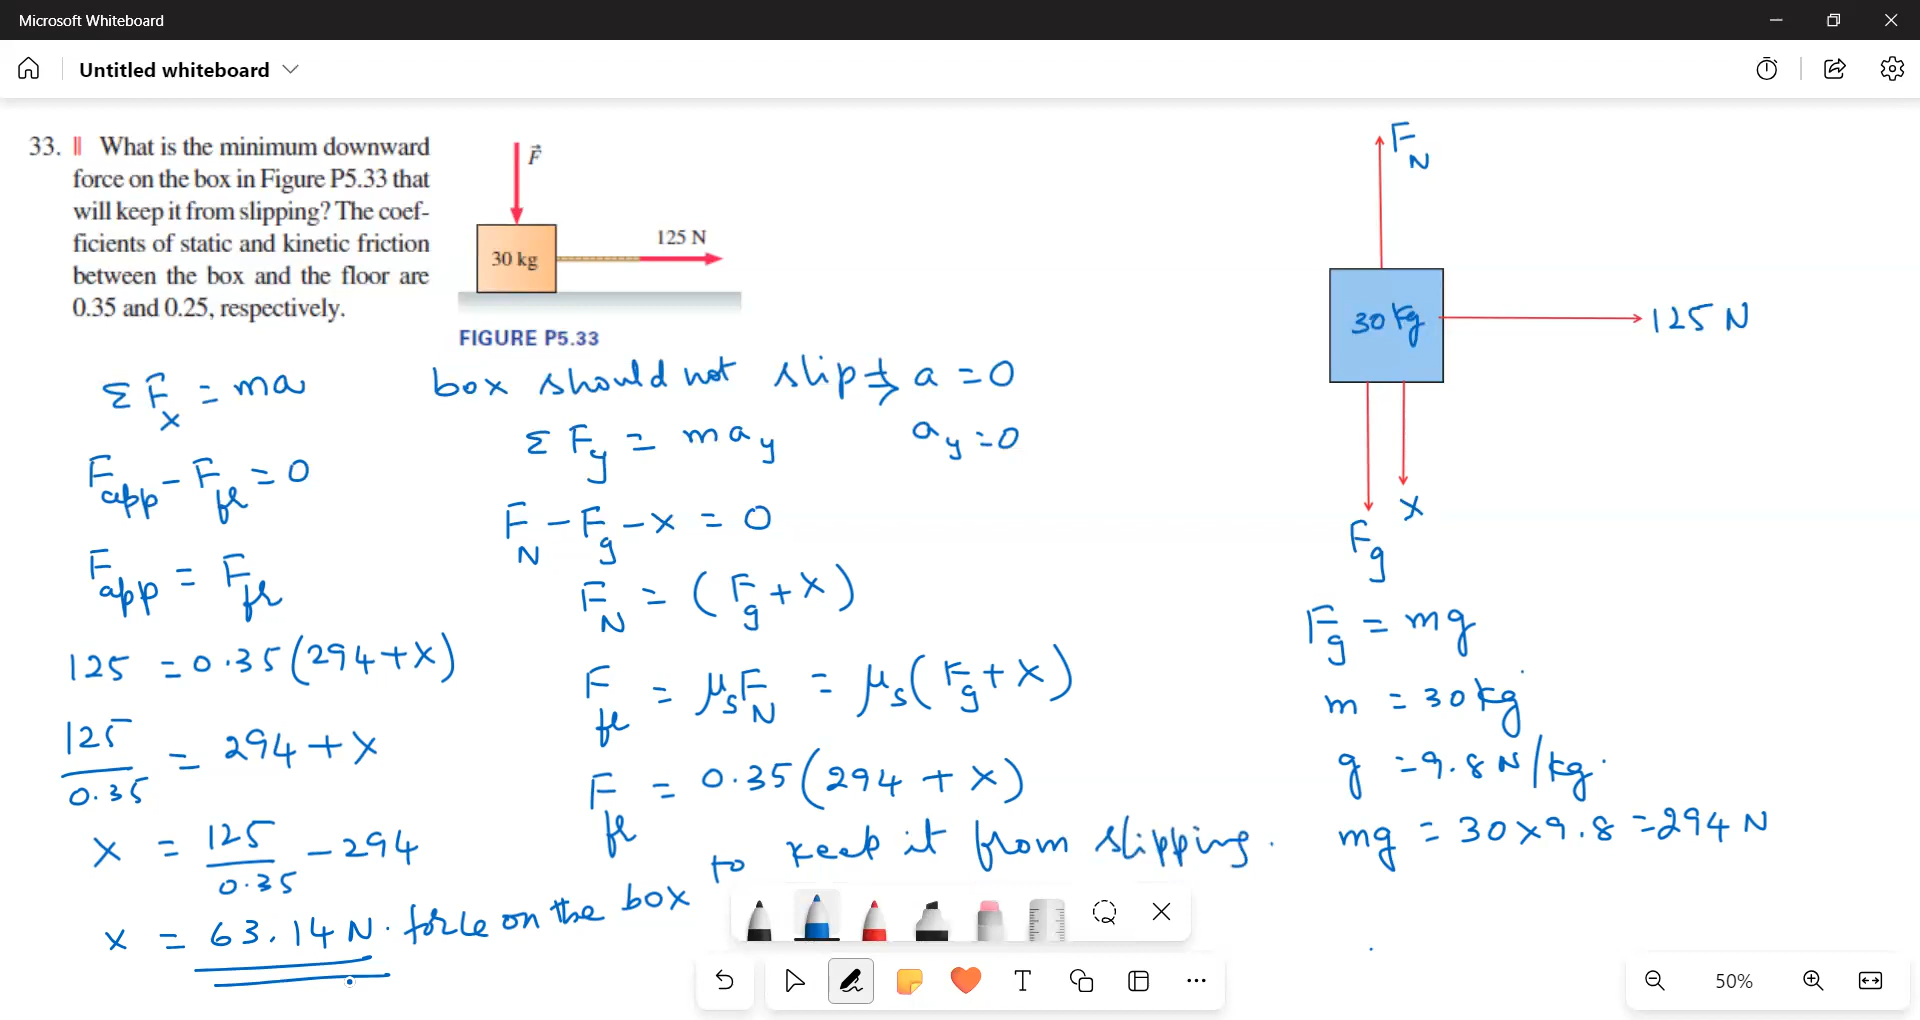 Microsoft Whiteboard
Untitled whiteboard
33. || What is the minimum downward
force on the box in Figure P5.33 that
will keep it from slipping? The coef-
ficients of static and kinetic friction
between the box and the floor are
0.35 and 0.25, respectively.
F⃗
125 N
30 kg
FIGURE P5.33
F_N
30 kg
125 N
F_g
x
ΣF_x = ma
F_app - F_fr = 0
F_app = F_fr
125 = 0.35(294+x)
125/0.35 = 294+x
x = 125/0.35 - 294
x = 63.14 N. force on the box to keep it from slipping.
box should not slip ⇒ a = 0
ΣF_y = ma_y a_y = 0
F_N - F_g - x = 0
F_N = (F_g + x)
F_fr = μ_s F_N = μ_s(F_g + x)
F_fr = 0.35(294 + x)
F_g = mg
m = 30 kg
g = 9.8 N/kg.
mg = 30×9.8 = 294 N
T
50%